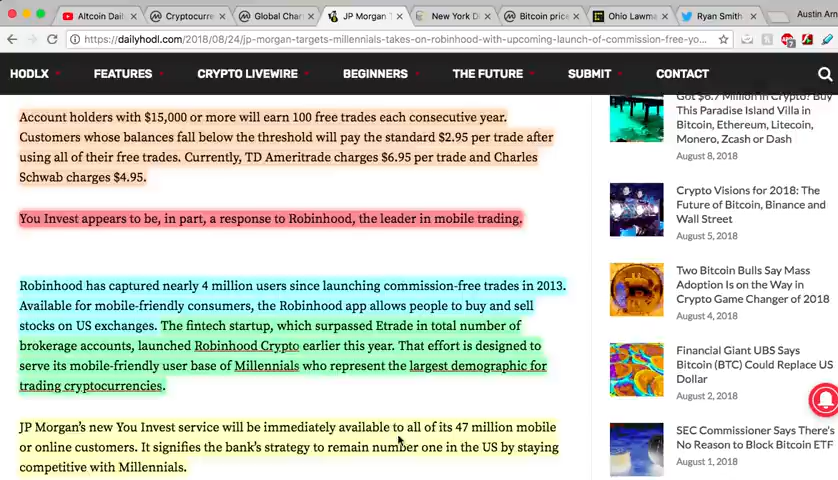 Altcoin Daily
Cryptocurre
Global Char
JP Morgan T
New York D
Bitcoin price
Ohio Lawma
Ryan Smith
Austin Arn
https://dailyhodl.com/2018/08/24/jp-morgan-targets-millennials-takes-on-robinhood-with-upcoming-launch-of-commission-free-yo...
HODLX FEATURES CRYPTO LIVEWIRE BEGINNERS THE FUTURE SUBMIT CONTACT
Account holders with $15,000 or more will earn 100 free trades each consecutive year.
Customers whose balances fall below the threshold will pay the standard $2.95 per trade after
using all of their free trades. Currently, TD Ameritrade charges $6.95 per trade and Charles
Schwab charges $4.95.
You Invest appears to be, in part, a response to Robinhood, the leader in mobile trading.
Robinhood has captured nearly 4 million users since launching commission-free trades in 2013.
Available for mobile-friendly consumers, the Robinhood app allows people to buy and sell
stocks on US exchanges. The fintech startup, which surpassed Etrade in total number of
brokerage accounts, launched Robinhood Crypto earlier this year. That effort is designed to
serve its mobile-friendly user base of Millennials who represent the largest demographic for
trading cryptocurrencies.
JP Morgan's new You Invest service will be immediately available to all of its 47 million mobile
or online customers. It signifies the bank's strategy to remain number one in the US by staying
competitive with Millennials.
Got $6.7 Million in Crypto? Buy
This Paradise Island Villa in
Bitcoin, Ethereum, Litecoin,
Monero, Zcash or Dash
August 8, 2018
Crypto Visions for 2018: The
Future of Bitcoin, Binance and
Wall Street
August 5, 2018
Two Bitcoin Bulls Say Mass
Adoption is on the Way in
Crypto Game Changer of 2018
August 4, 2018
Financial Giant UBS Says
Bitcoin (BTC) Could Replace US
Dollar
August 2, 2018
SEC Commissioner Says There's
No Reason to Block Bitcoin ETF
August 1, 2018